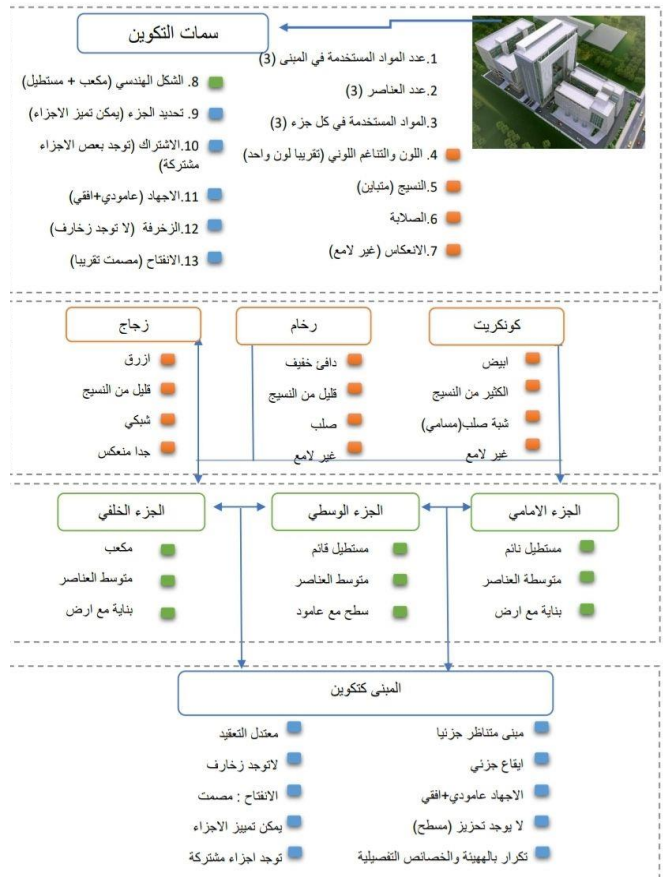 سمات التكوين
1.عدد المواد المستخدمة في المبنى (3)
2.عدد العناصر (3)
3.المواد المستخدمة في كل جزء (3)
4. اللون والتناغم اللوني (تقريبا لون واحد)
5.النسيج (متباين)
6.الصلابة
7.الانعكاس (غير لامع)
8. الشكل الهندسي (مكعب + مستطيل)
9. تحديد الجزء (يمكن تميز الاجزاء)
10.الاشتراك (توجد بعص الاجزاء
مشتركة)
11.الاجهاد (عامودي+افقي)
12.الزخرفة (لا توجد زخارف)
13.الانفتاح (مصمت تقريبا)
كونكريت
ابيض
الكثير من النسيج
شبة صلب(مسامي)
غير لامع
رخام
دافئ خفيف
قليل من النسيج
صلب
غير لامع
زجاج
ازرق
قليل من النسيج
شبكي
جدا منعكس
الجزء الامامي
مستطيل نائم
متوسطة العناصر
بناية مع ارض
الجزء الوسطي
مستطيل قائم
متوسط العناصر
سطح مع عامود
الجزء الخلفي
مكعب
متوسط العناصر
بناية مع ارض
المبنى كتكوين
مبنى متناظر جزئيا
ايقاع جزئي
الاجهاد عامودي+افقي
لا يوجد تحزيز (مسطح)
تكرار بالههيئة والخصائص التفصيلية
معتدل التعقيد
لاتوجد زخارف
الانفتاح : مصمت
يمكن تمييز الاجزاء
توجد اجزاء مشتركة